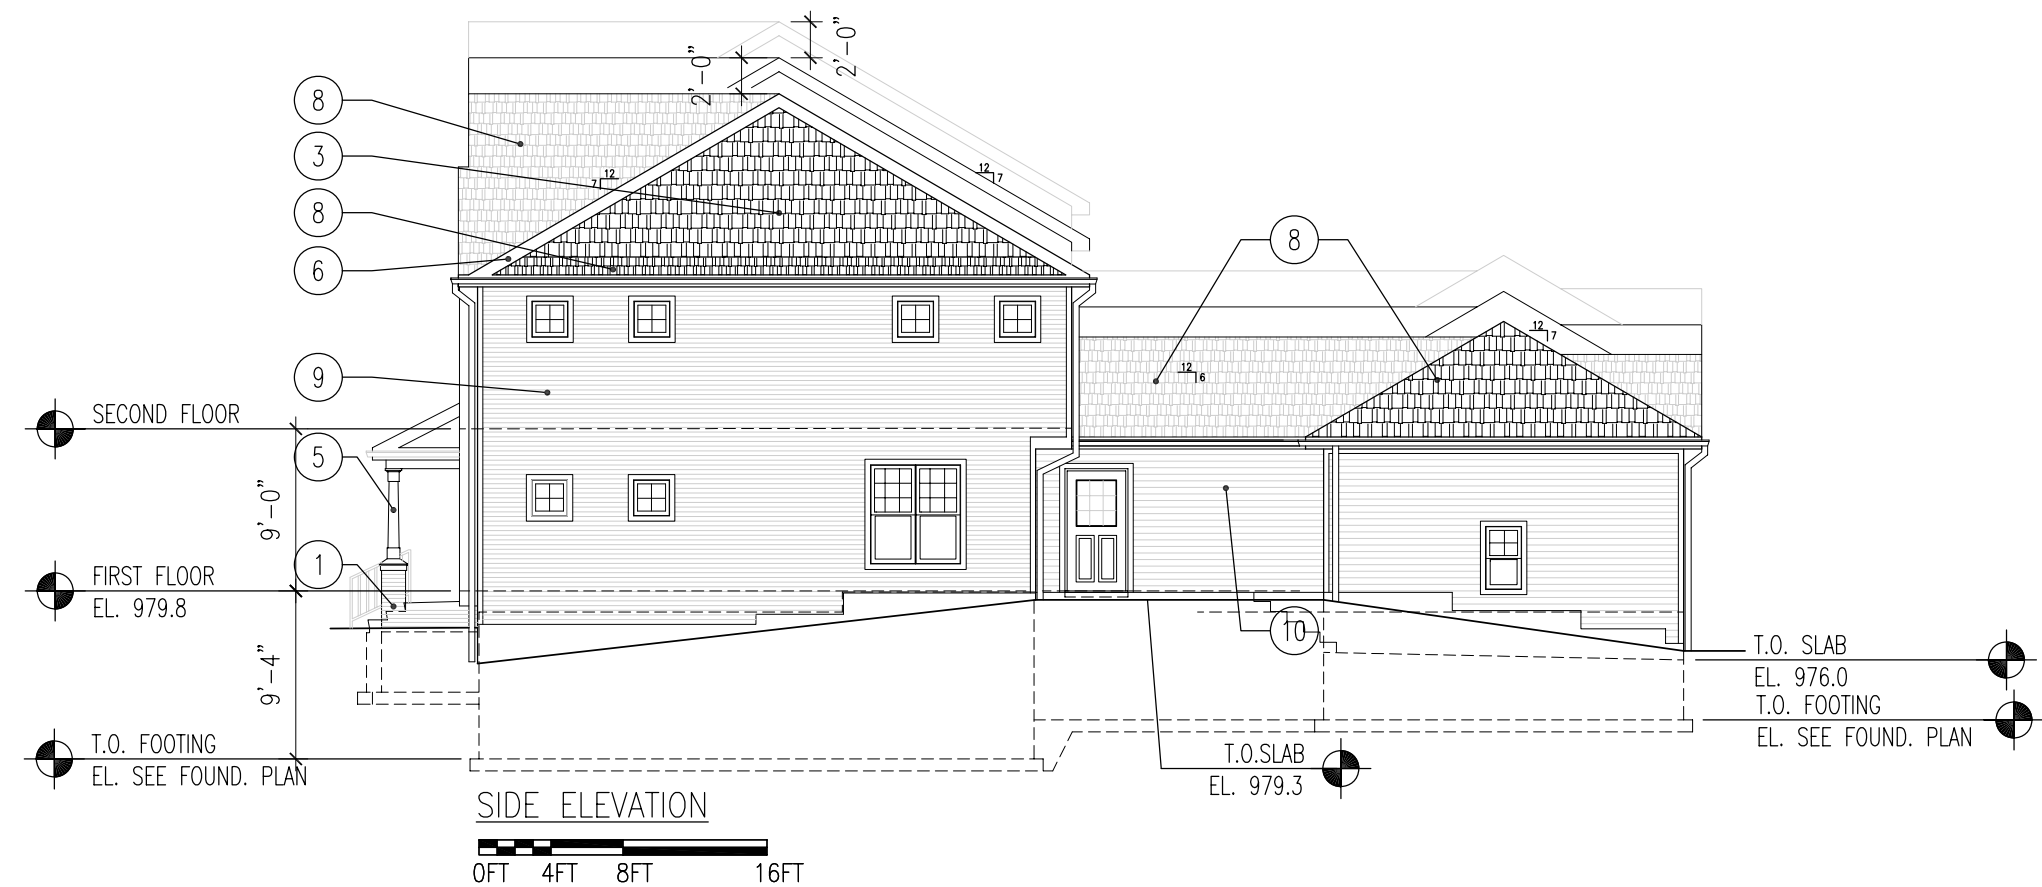 2'-0"
2'-0"
8
3
8
6
9
5
1
12
7
12
7
8
12
7
12
6
10
SECOND FLOOR
9'-0"
FIRST FLOOR
EL. 979.8
9'-4"
T.O. FOOTING
EL. SEE FOUND. PLAN
T.O. SLAB
EL. 976.0
T.O. FOOTING
EL. SEE FOUND. PLAN
T.O.SLAB
EL. 979.3
SIDE ELEVATION
0FT 4FT 8FT 16FT